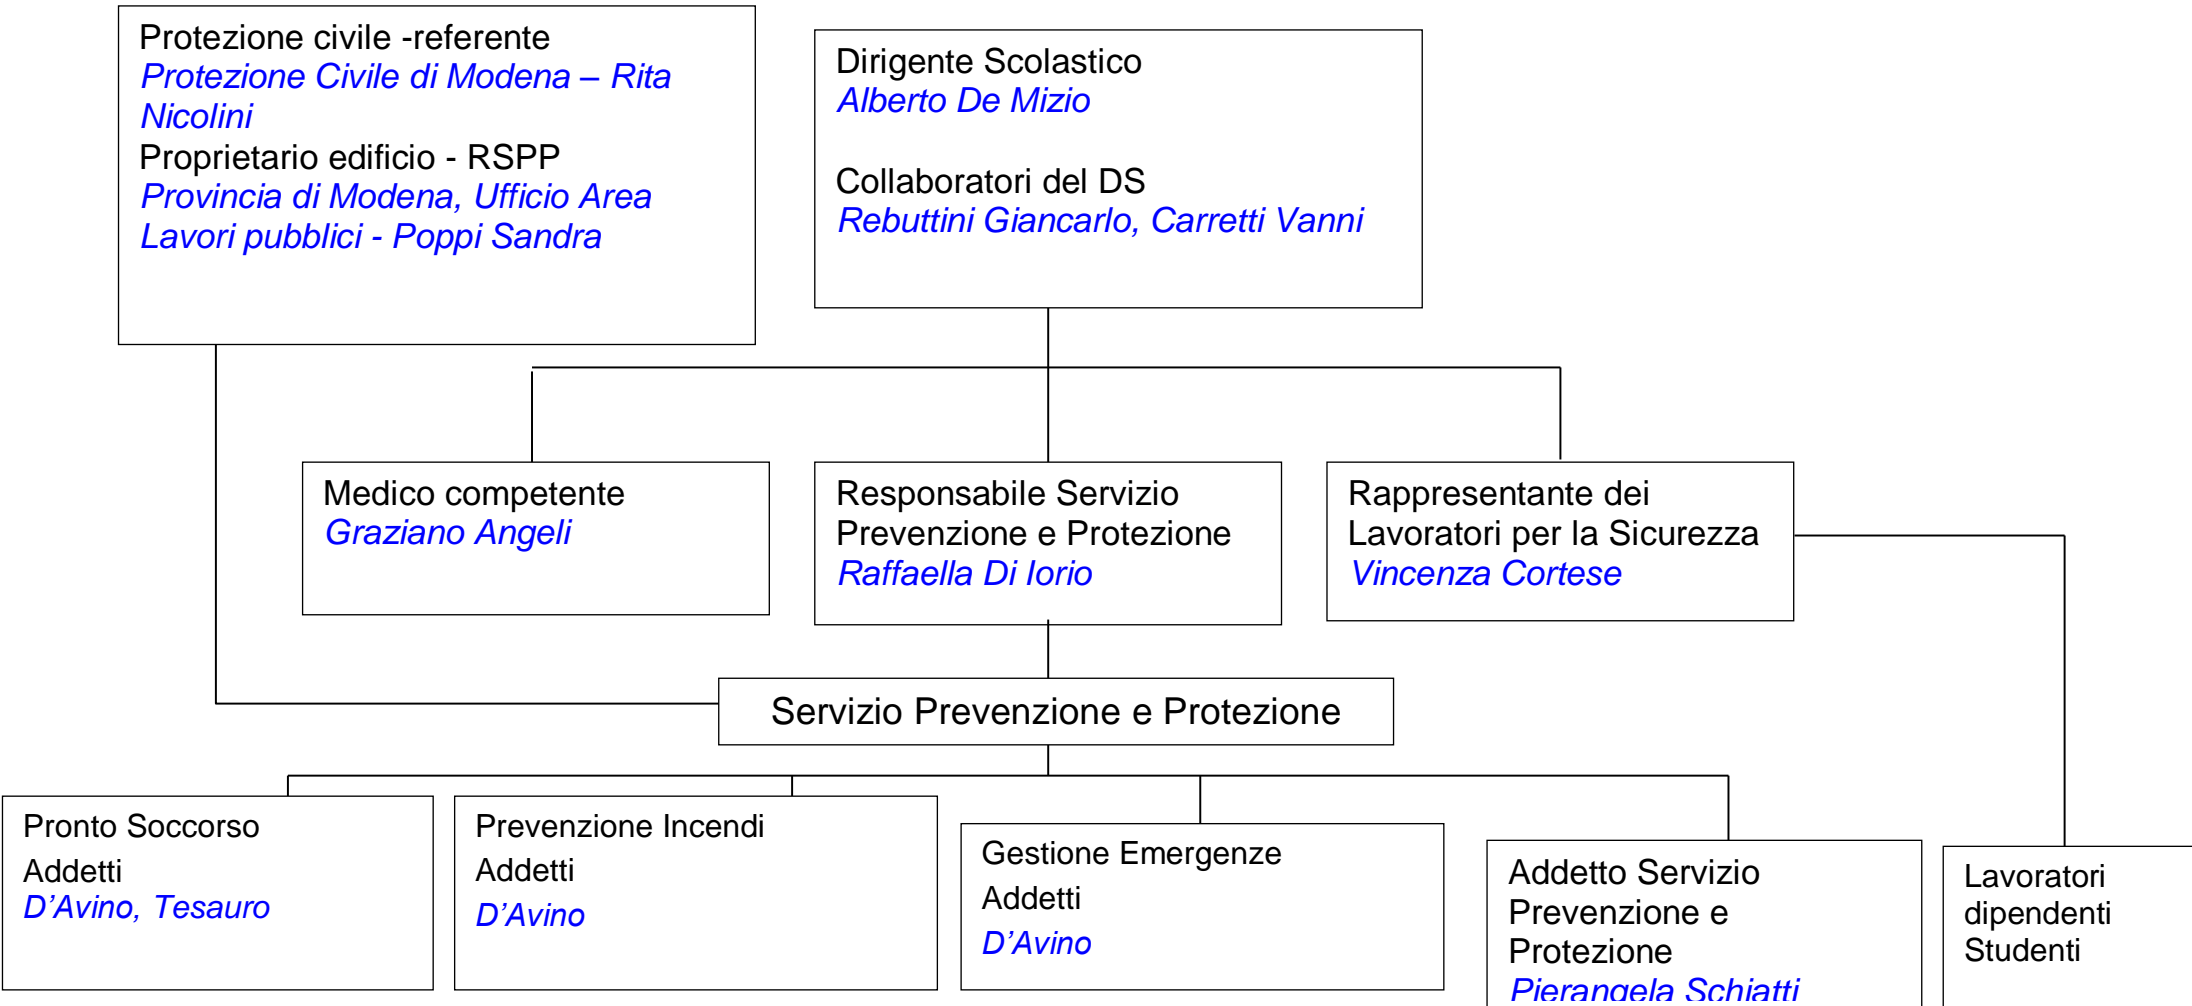 Protezione civile -referente
Protezione Civile di Modena – Rita
Nicolini
Proprietario edificio - RSPP
Provincia di Modena, Ufficio Area
Lavori pubblici - Poppi Sandra
Dirigente Scolastico
Alberto De Mizio
Collaboratori del DS
Rebuttini Giancarlo, Carretti Vanni
Medico competente
Graziano Angeli
Responsabile Servizio
Prevenzione e Protezione
Raffaella Di Iorio
Rappresentante dei
Lavoratori per la Sicurezza
Vincenza Cortese
Servizio Prevenzione e Protezione
Pronto Soccorso
Addetti
D’Avino, Tesauro
Prevenzione Incendi
Addetti
D’Avino
Gestione Emergenze
Addetti
D’Avino
Addetto Servizio
Prevenzione e
Protezione
Pierangela Schiatti
Lavoratori
dipendenti
Studenti